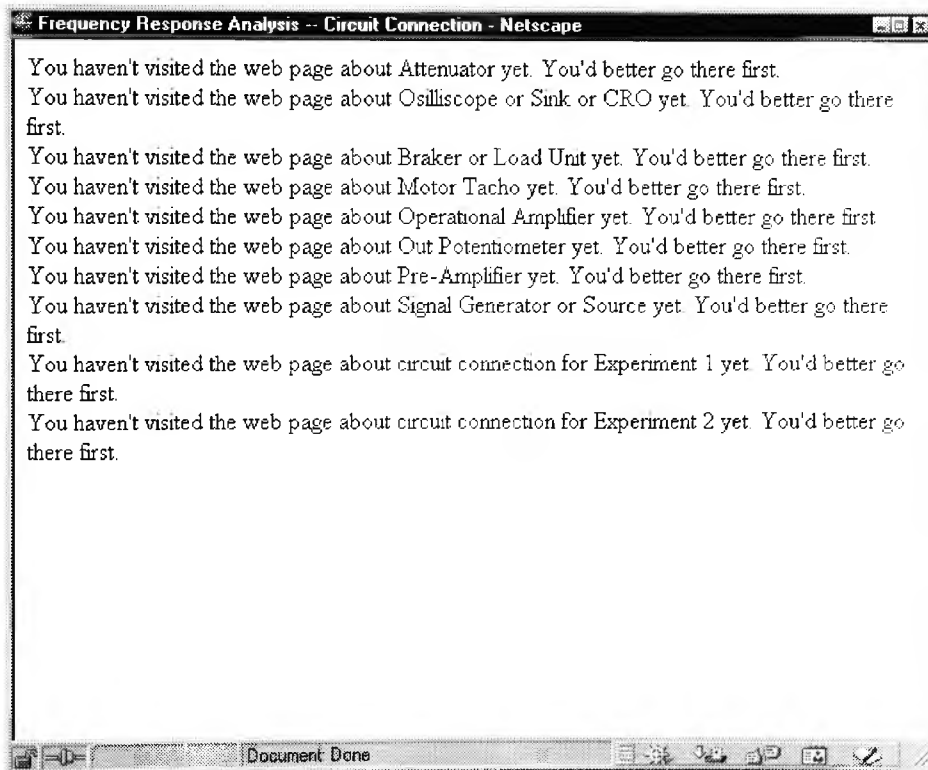 Frequency Response Analysis -- Circuit Connection - Netscape
You haven't visited the web page about Attenuator yet. You'd better go there first.
You haven't visited the web page about Osilliscope or Sink or CRO yet. You'd better go there
first.
You haven't visited the web page about Braker or Load Unit yet. You'd better go there first.
You haven't visited the web page about Motor Tacho yet. You'd better go there first.
You haven't visited the web page about Operational Amplifier yet. You'd better go there first
You haven't visited the web page about Out Potentiometer yet. You'd better go there first.
You haven't visited the web page about Pre-Amplifier yet. You'd better go there first.
You haven't visited the web page about Signal Generator or Source yet. You'd better go there
first.
You haven't visited the web page about circuit connection for Experiment 1 yet. You'd better go
there first.
You haven't visited the web page about circuit connection for Experiment 2 yet. You'd better go
there first.
Document: Done